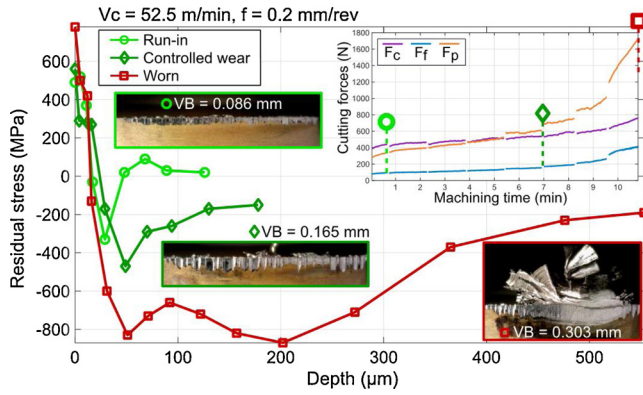 Vc = 52.5 m/min, f = 0.2 mm/rev
800
600
400
200
0
-200
-400
-600
-800
Residual stress (MPa)
0
100
200
300
400
500
Depth (µm)
Run-in
Controlled wear
Worn
VB = 0.086 mm
VB = 0.165 mm
VB = 0.303 mm
Fc Ff Fp
1800
1600
1400
1200
1000
800
600
400
200
0
Cutting forces (N)
1 2 3 4 5 6 7 8 9 10
Machining time (min)